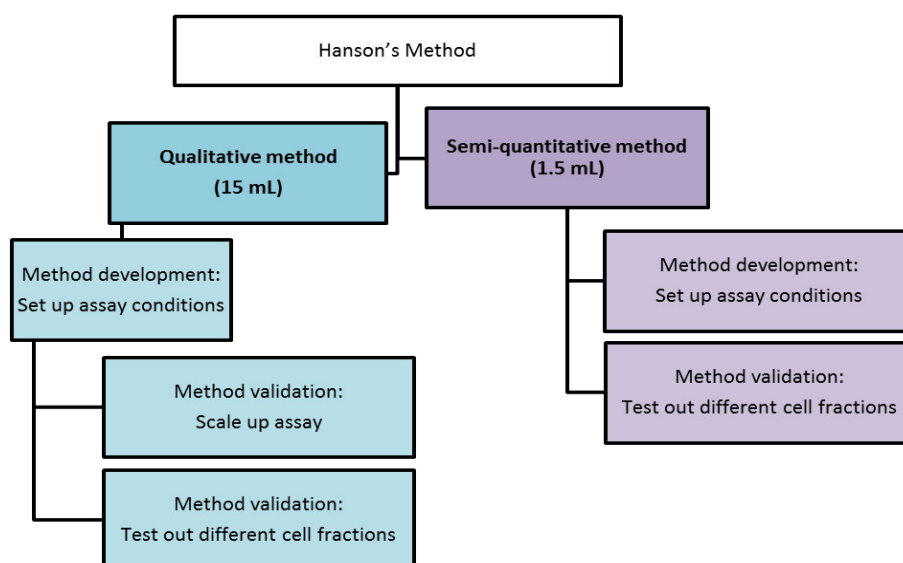 Hanson’s Method
Qualitative method
(15 mL)
Semi-quantitative method
(1.5 mL)
Method development:
Set up assay conditions
Method validation:
Scale up assay
Method validation:
Test out different cell fractions
Method development:
Set up assay conditions
Method validation:
Test out different cell fractions